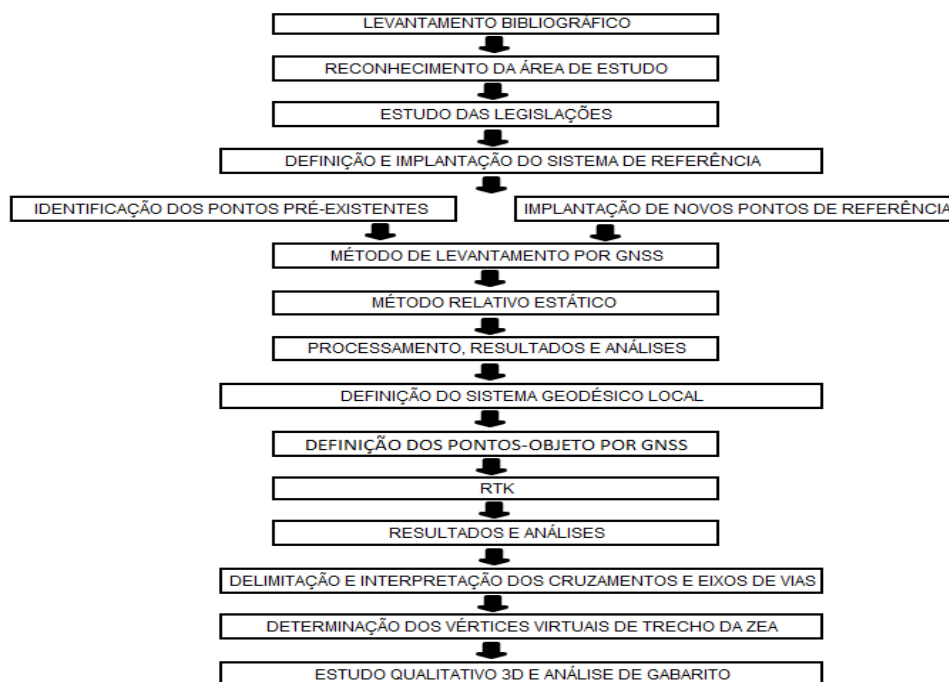 LEVANTAMENTO BIBLIOGRÁFICO
RECONHECIMENTO DA ÁREA DE ESTUDO
ESTUDO DAS LEGISLAÇÕES
DEFINIÇÃO E IMPLANTAÇÃO DO SISTEMA DE REFERÊNCIA
IDENTIFICAÇÃO DOS PONTOS PRÉ-EXISTENTES
IMPLANTAÇÃO DE NOVOS PONTOS DE REFERÊNCIA
MÉTODO DE LEVANTAMENTO POR GNSS
MÉTODO RELATIVO ESTÁTICO
PROCESSAMENTO, RESULTADOS E ANÁLISES
DEFINIÇÃO DO SISTEMA GEODÉSICO LOCAL
DEFINIÇÃO DOS PONTOS-OBJETO POR GNSS
RTK
RESULTADOS E ANÁLISES
DELIMITAÇÃO E INTERPRETAÇÃO DOS CRUZAMENTOS E EIXOS DE VIAS
DETERMINAÇÃO DOS VÉRTICES VIRTUAIS DE TRECHO DA ZEA
ESTUDO QUALITATIVO 3D E ANÁLISE DE GABARITO